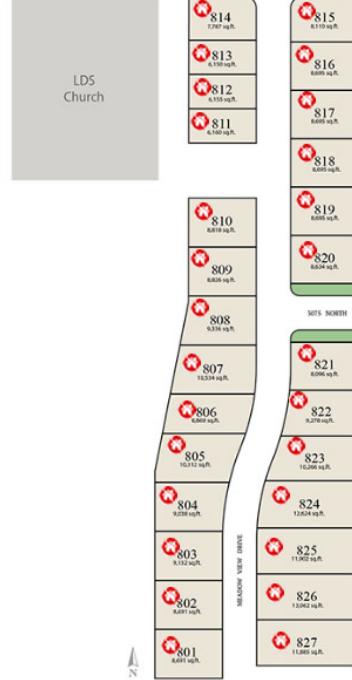 LDS
Church
814
7,767 sq.ft.
813
6,150 sq.ft.
812
6,155 sq.ft.
811
6,160 sq.ft.
815
8,110 sq.ft.
816
8,695 sq.ft.
817
8,695 sq.ft.
818
8,695 sq.ft.
819
8,695 sq.ft.
820
8,634 sq.ft.
3075 NORTH
810
8,818 sq.ft.
809
8,826 sq.ft.
808
9,336 sq.ft.
807
10,534 sq.ft.
806
sq.ft.
805
10,312 sq.ft.
804
9,038 sq.ft.
803
9,132 sq.ft.
802
8,691 sq.ft.
801
8,691 sq.ft.
821
8,096 sq.ft.
822
9,278 sq.ft.
823
10,266 sq.ft.
824
12,624 sq.ft.
825
11,902 sq.ft.
826
13,062 sq.ft.
827
11,885 sq.ft.
MEADOW VIEW DRIVE
N